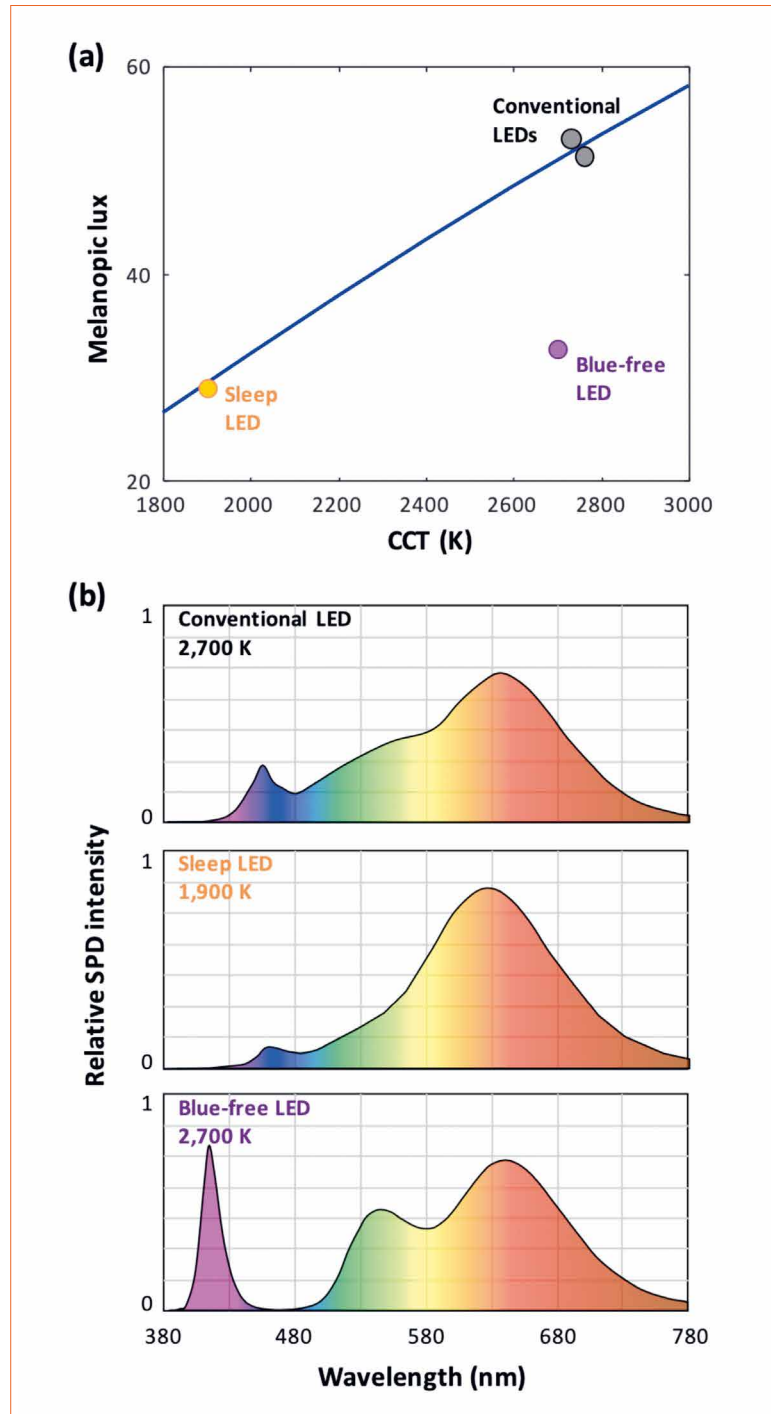 (a)
60
40
20
Melanopic lux
Conventional
LEDs
Sleep
LED
Blue-free
LED
1800 2000 2200 2400 2600 2800 3000
CCT (K)
(b)
Relative SPD intensity
1
Conventional LED
2,700 K
0
1
Sleep LED
1,900 K
0
1
Blue-free LED
2,700 K
0
380 480 580 680 780
Wavelength (nm)